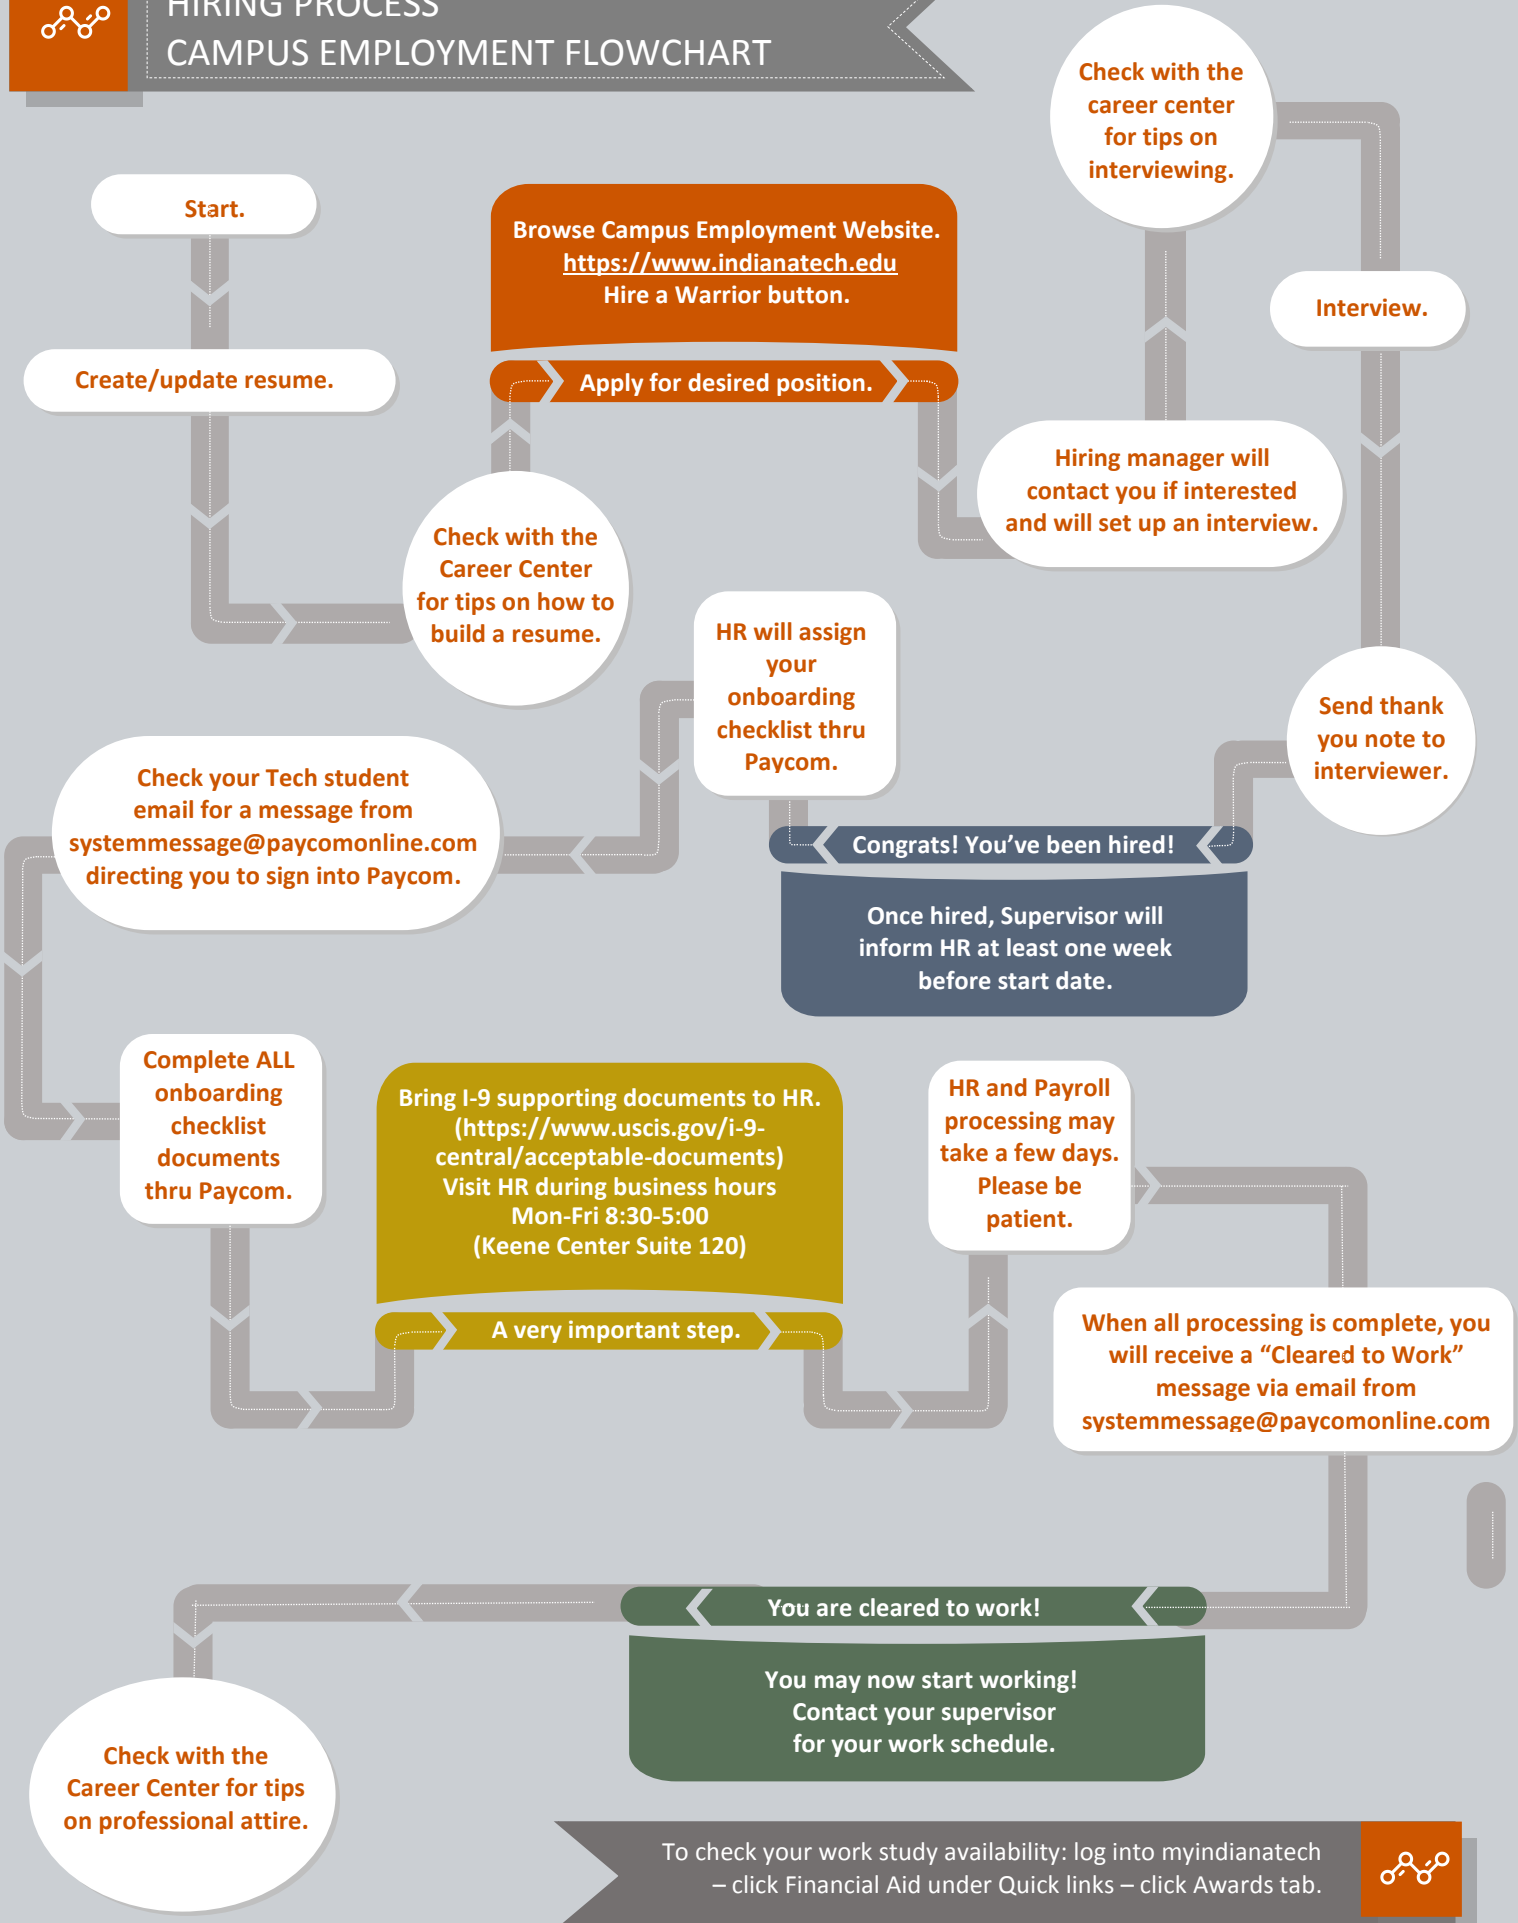 HIRING PROCESS
CAMPUS EMPLOYMENT FLOWCHART
Start.
Create/update resume.
Check with the
Career Center
for tips on how to
build a resume.
Browse Campus Employment Website.
https://www.indianatech.edu
Hire a Warrior button.
Apply for desired position.
Hiring manager will
contact you if interested
and will set up an interview.
Check with the
career center
for tips on
interviewing.
Interview.
Send thank
you note to
interviewer.
Congrats! You’ve been hired!
Once hired, Supervisor will
inform HR at least one week
before start date.
HR will assign
your
onboarding
checklist thru
Paycom.
Check your Tech student
email for a message from
systemmessage@paycomonline.com
directing you to sign into Paycom.
Complete ALL
onboarding
checklist
documents
thru Paycom.
Bring I-9 supporting documents to HR.
(https://www.uscis.gov/i-9-
central/acceptable-documents)
Visit HR during business hours
Mon-Fri 8:30-5:00
(Keene Center Suite 120)
A very important step.
HR and Payroll
processing may
take a few days.
Please be
patient.
When all processing is complete, you
will receive a “Cleared to Work”
message via email from
systemmessage@paycomonline.com
You are cleared to work!
You may now start working!
Contact your supervisor
for your work schedule.
Check with the
Career Center for tips
on professional attire.
To check your work study availability: log into myindianatech
– click Financial Aid under Quick links – click Awards tab.